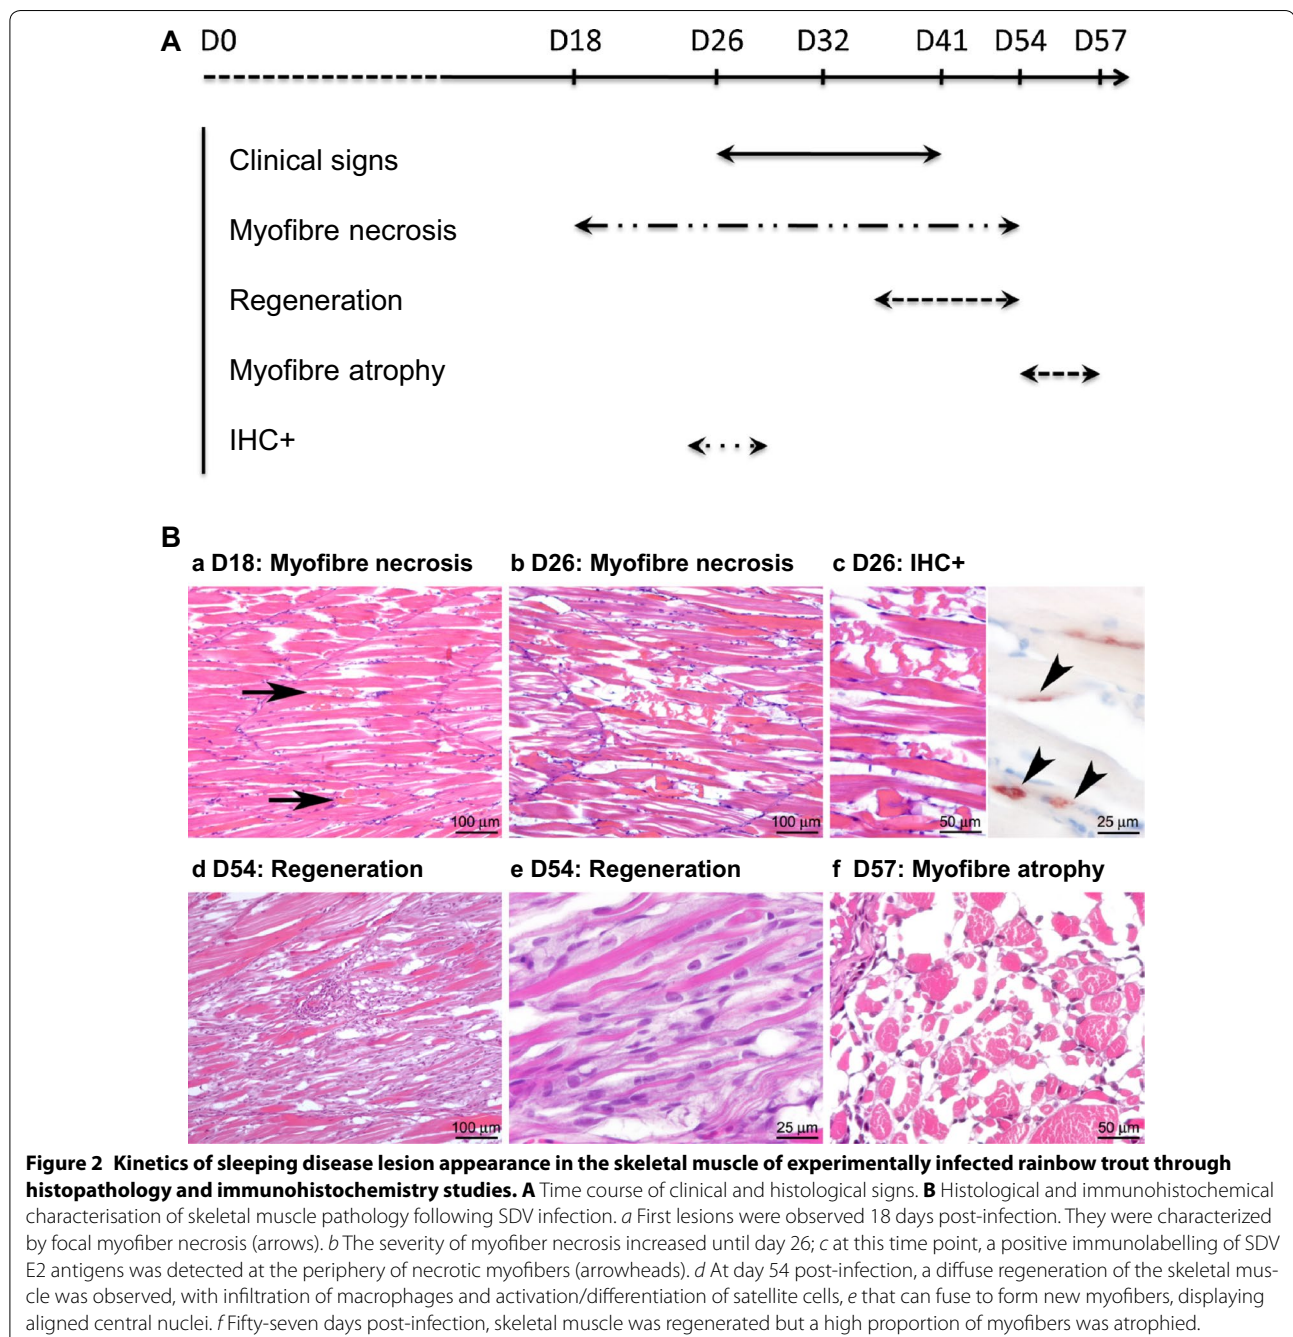 A D0 D18 D26 D32 D41 D54 D57
Clinical signs
Myofibre necrosis
Regeneration
Myofibre atrophy
IHC+
B
a D18: Myofibre necrosis b D26: Myofibre necrosis c D26: IHC+
100 µm 100 µm 50 µm 25 µm
d D54: Regeneration e D54: Regeneration f D57: Myofibre atrophy
100 µm 25 µm 50 µm
Figure 2 Kinetics of sleeping disease lesion appearance in the skeletal muscle of experimentally infected rainbow trout through
histopathology and immunohistochemistry studies. A Time course of clinical and histological signs. B Histological and immunohistochemical
characterisation of skeletal muscle pathology following SDV infection. a First lesions were observed 18 days post-infection. They were characterized
by focal myofiber necrosis (arrows). b The severity of myofiber necrosis increased until day 26; c at this time point, a positive immunolabelling of SDV
E2 antigens was detected at the periphery of necrotic myofibers (arrowheads). d At day 54 post-infection, a diffuse regeneration of the skeletal mus-
cle was observed, with infiltration of macrophages and activation/differentiation of satellite cells, e that can fuse to form new myofibers, displaying
aligned central nuclei. f Fifty-seven days post-infection, skeletal muscle was regenerated but a high proportion of myofibers was atrophied.